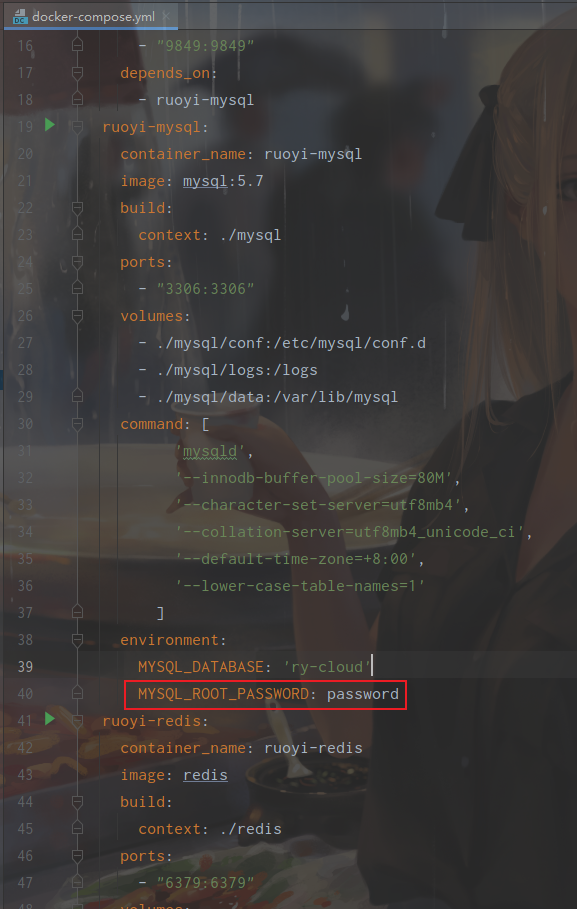 docker-compose.yml
DC
16 - "9849:9849"
17 depends_on:
18 - ruoyi-mysql
19 ruoyi-mysql:
20 container_name: ruoyi-mysql
21 image: mysql:5.7
22 build:
23 context: ./mysql
24 ports:
25 - "3306:3306"
26 volumes:
27 - ./mysql/conf:/etc/mysql/conf.d
28 - ./mysql/logs:/logs
29 - ./mysql/data:/var/lib/mysql
30 command: [
31 'mysqld',
32 '--innodb-buffer-pool-size=80M',
33 '--character-set-server=utf8mb4',
34 '--collation-server=utf8mb4_unicode_ci',
35 '--default-time-zone=+8:00',
36 '--lower-case-table-names=1'
37 ]
38 environment:
39 MYSQL_DATABASE: 'ry-cloud'
40 MYSQL_ROOT_PASSWORD: password
41 ruoyi-redis:
42 container_name: ruoyi-redis
43 image: redis
44 build:
45 context: ./redis
46 ports:
47 - "6379:6379"
48 volumes: